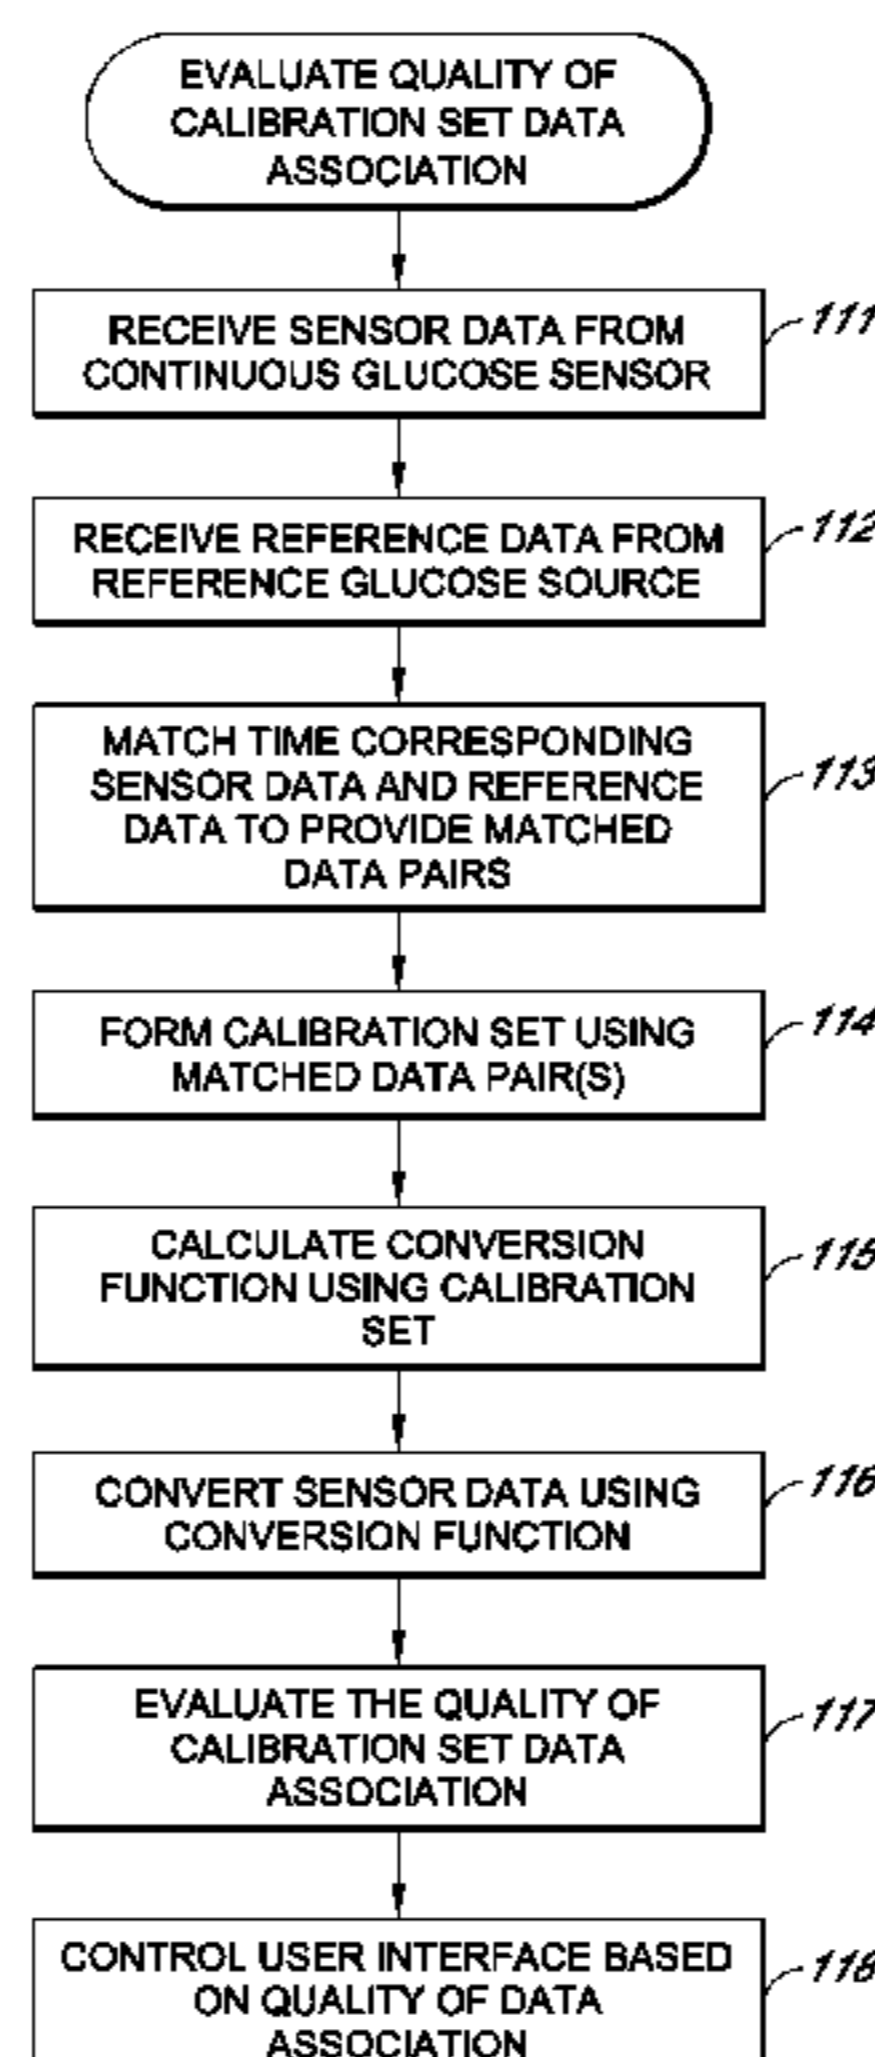 EVALUATE QUALITY OF
CALIBRATION SET DATA
ASSOCIATION
RECEIVE SENSOR DATA FROM
CONTINUOUS GLUCOSE SENSOR
111
RECEIVE REFERENCE DATA FROM
REFERENCE GLUCOSE SOURCE
112
MATCH TIME CORRESPONDING
SENSOR DATA AND REFERENCE
DATA TO PROVIDE MATCHED
DATA PAIRS
113
FORM CALIBRATION SET USING
MATCHED DATA PAIR(S)
114
CALCULATE CONVERSION
FUNCTION USING CALIBRATION
SET
115
CONVERT SENSOR DATA USING
CONVERSION FUNCTION
116
EVALUATE THE QUALITY OF
CALIBRATION SET DATA
ASSOCIATION
117
CONTROL USER INTERFACE BASED
ON QUALITY OF DATA
ASSOCIATION
118